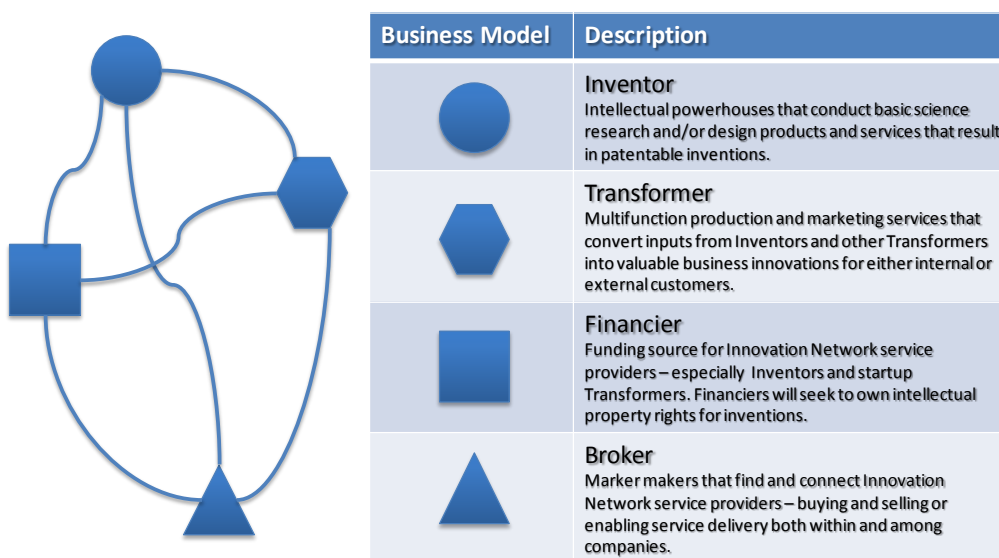 Business Model Description
Inventor
Intellectual powerhouses that conduct basic science
research and/or design products and services that result
in patentable inventions.
Transformer
Multifunction production and marketing services that
convert inputs from Inventors and other Transformers
into valuable business innovations for either internal or
external customers.
Financier
Funding source for Innovation Network service
providers – especially Inventors and startup
Transformers. Financiers will seek to own intellectual
property rights for inventions.
Broker
Marker makers that find and connect Innovation
Network service providers – buying and selling or
enabling service delivery both within and among
companies.